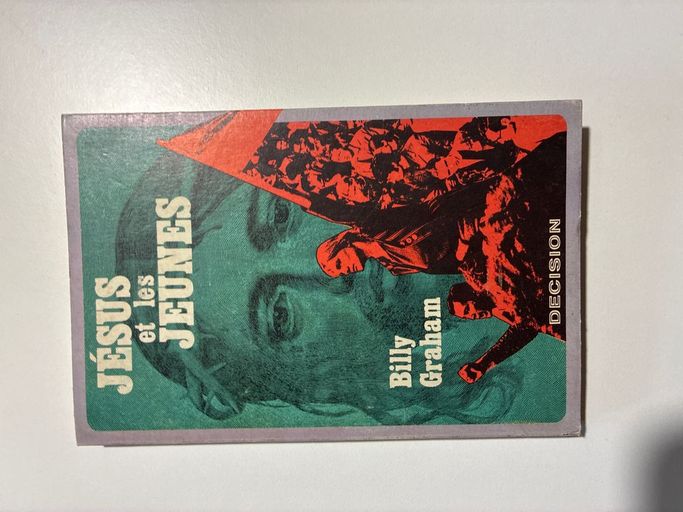 JÉSUS
et les
JEUNES
Billy
Graham
DECISION